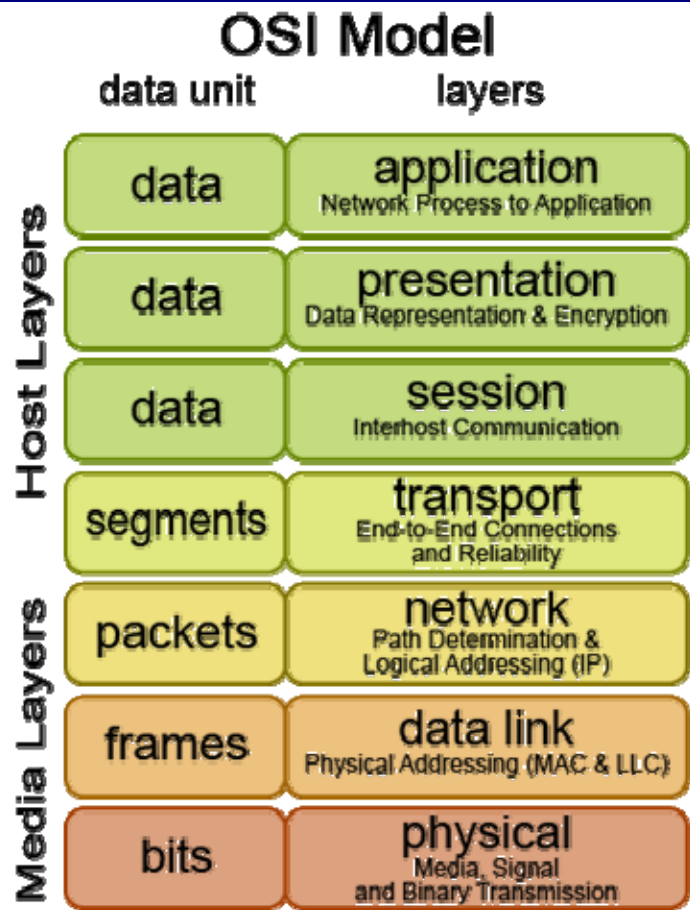 OSI Model
data unit layers
Host Layers
data application
Network Process to Application
data presentation
Data Representation & Encryption
data session
Interhost Communication
segments transport
End-to-End Connections
and Reliability
Media Layers
packets network
Path Determination &
Logical Addressing (IP)
frames data link
Physical Addressing (MAC & LLC)
bits physical
Media, Signal
and Binary Transmission